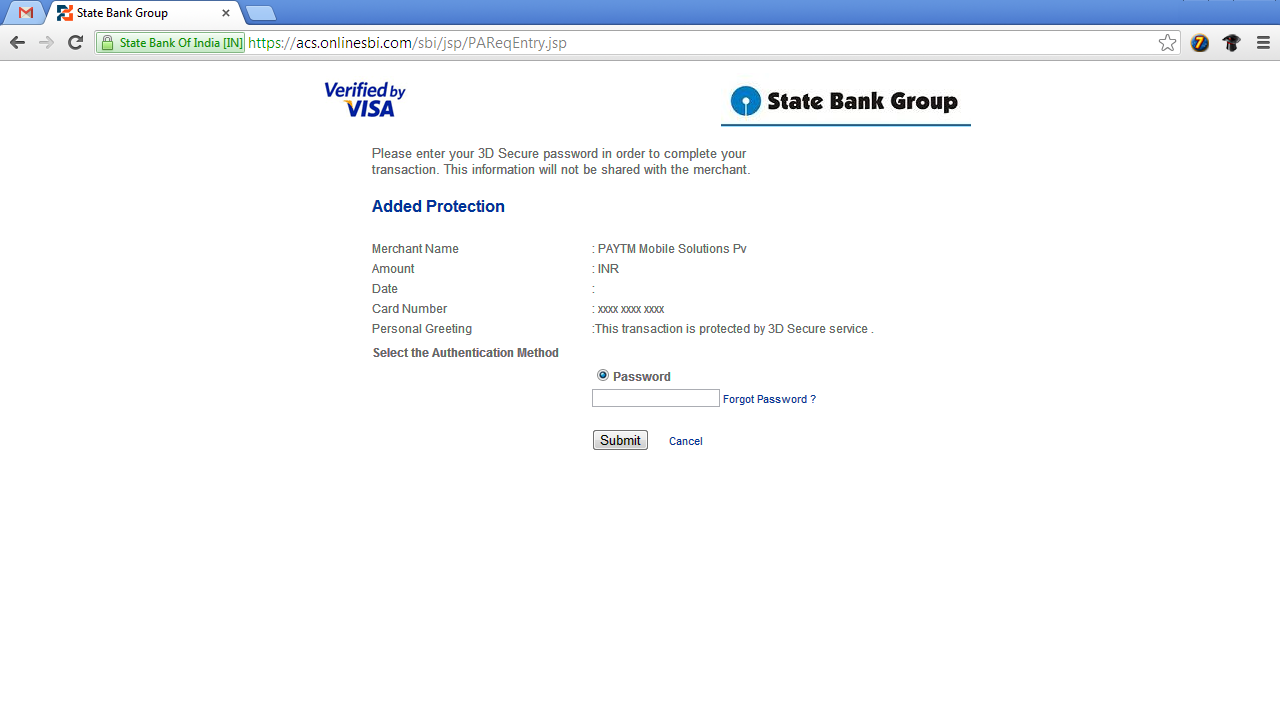 State Bank Group
State Bank Of India [IN] https://acs.onlinesbi.com/sbi/jsp/PAReqEntry.jsp
7
Verified by
VISA
State Bank Group
Please enter your 3D Secure password in order to complete your
transaction. This information will not be shared with the merchant.
Added Protection
Merchant Name : PAYTM Mobile Solutions Pv
Amount : INR
Date :
Card Number : xxxx xxxx xxxx
Personal Greeting :This transaction is protected by 3D Secure service .
Select the Authentication Method
Password
Forgot Password ?
Submit Cancel